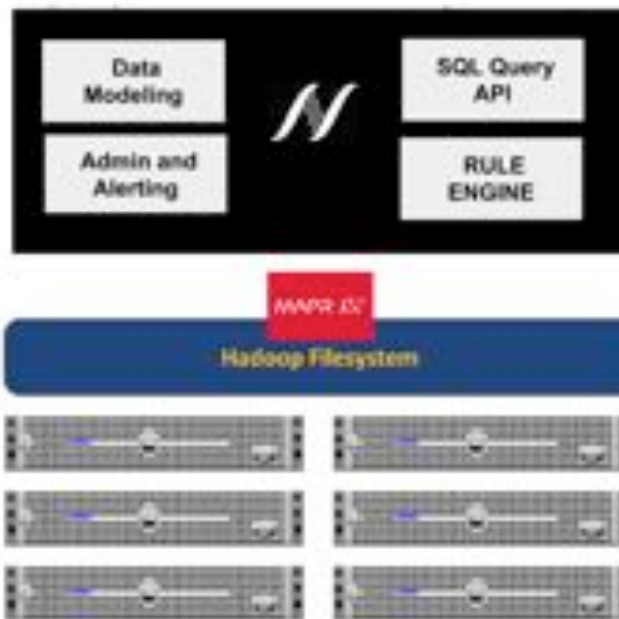 Data
Modeling
SQL Query
API
Admin and
Alerting
RULE
ENGINE
MAPR
Hadoop Filesystem